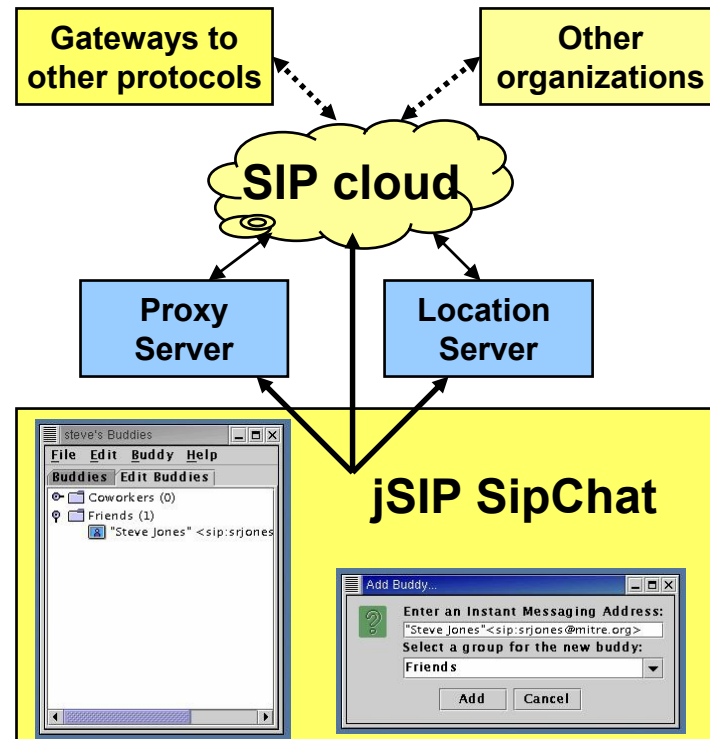 Gateways to
other protocols
Other
organizations
SIP cloud
Proxy
Server
Location
Server
jSIP SipChat
steve's Buddies
File Edit Buddy Help
Buddies Edit Buddies
Coworkers (0)
Friends (1)
"Steve Jones" <sip:srjones
Add Buddy...
Enter an Instant Messaging Address:
"Steve Jones"<sip:srjones@mitre.org>
Select a group for the new buddy:
Friends
Add Cancel